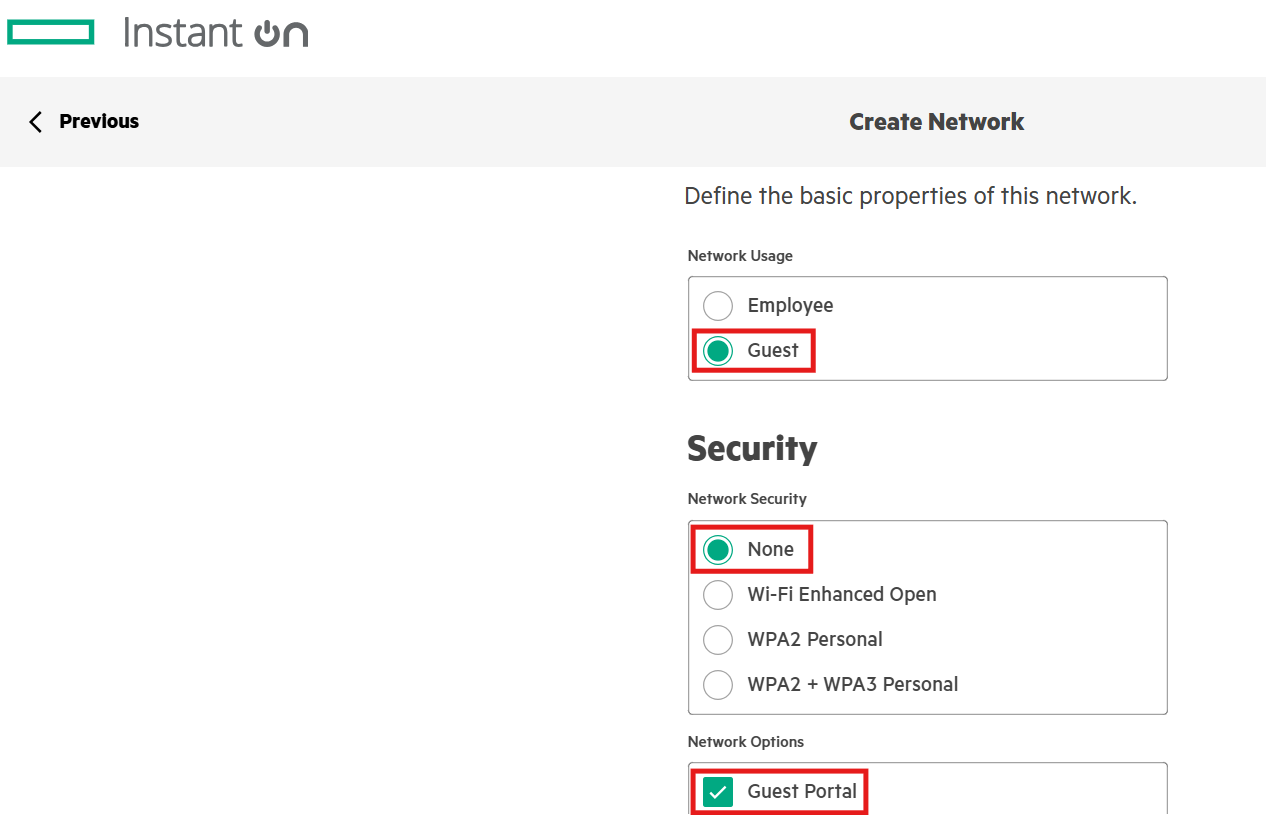 Instant On
Previous
Create Network
Define the basic properties of this network.
Network Usage
Employee
Guest
Security
Network Security
None
Wi-Fi Enhanced Open
WPA2 Personal
WPA2 + WPA3 Personal
Network Options
Guest Portal